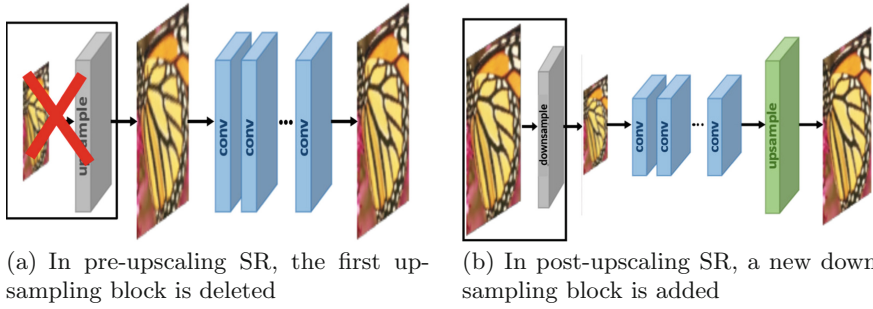 upsample
conv
conv
...
conv
downsample
conv
conv
...
conv
upsample
(a) In pre-upscaling SR, the first up-
sampling block is deleted
(b) In post-upscaling SR, a new down
sampling block is added